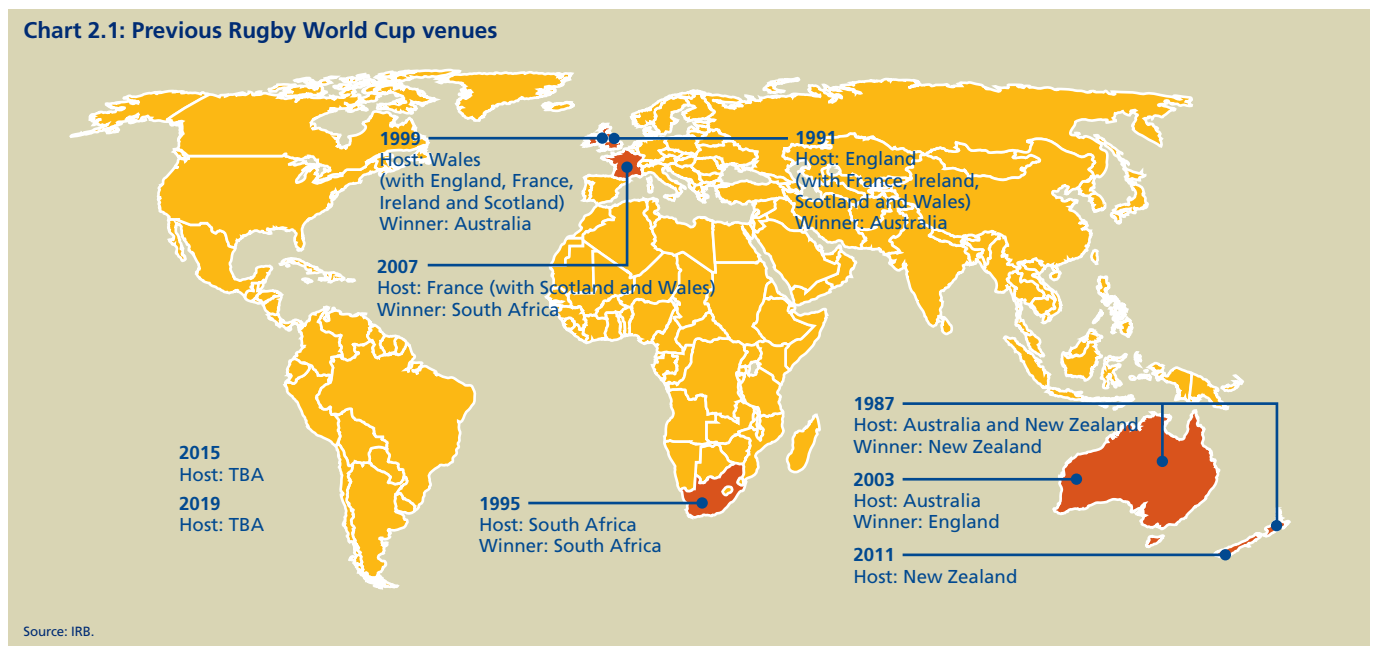 Chart 2.1: Previous Rugby World Cup venues
1999
Host: Wales
(with England, France,
Ireland and Scotland)
Winner: Australia
1991
Host: England
(with France, Ireland,
Scotland and Wales)
Winner: Australia
2007
Host: France (with Scotland and Wales)
Winner: South Africa
1987
Host: Australia and New Zealand
Winner: New Zealand
2015
Host: TBA
2003
Host: Australia
Winner: England
2019
Host: TBA
1995
Host: South Africa
Winner: South Africa
2011
Host: New Zealand
Source: IRB.